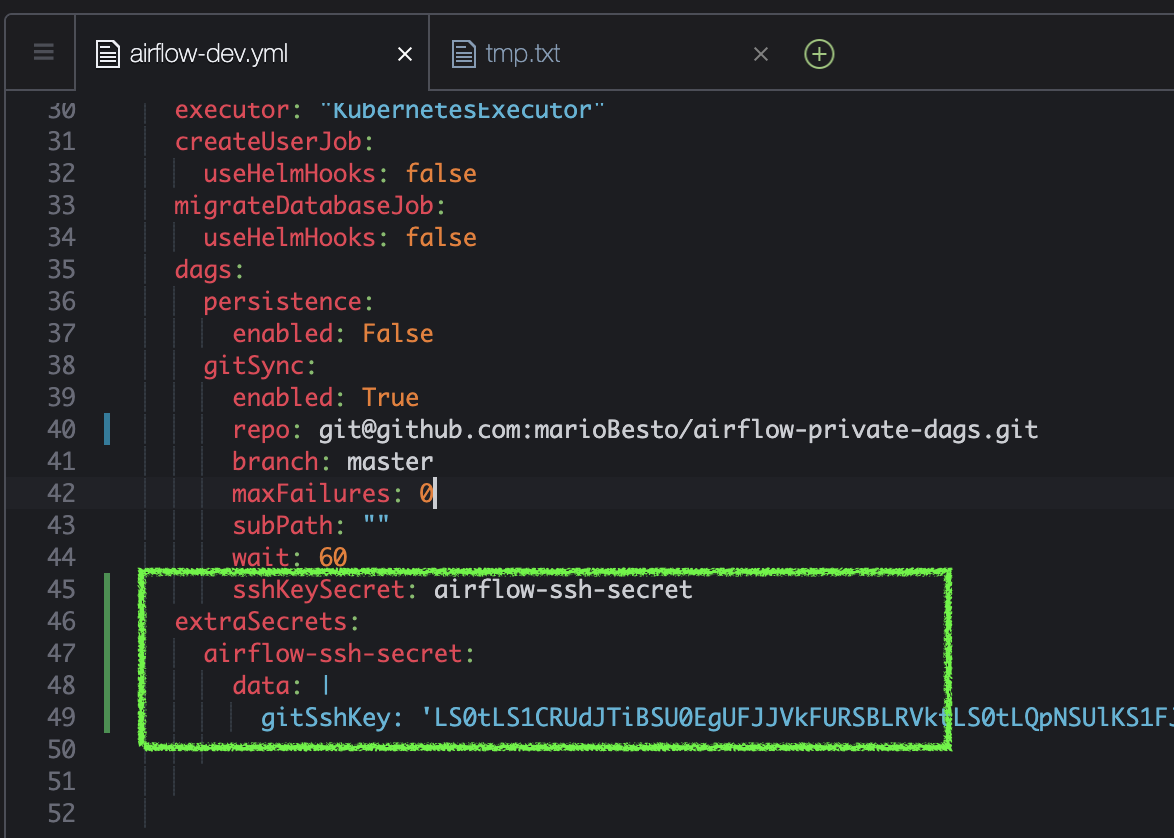 airflow-dev.yml × tmp.txt ×
30 executor: "KubernetesExecutor"
31 createUserJob:
32 useHelmHooks: false
33 migrateDatabaseJob:
34 useHelmHooks: false
35 dags:
36 persistence:
37 enabled: False
38 gitSync:
39 enabled: True
40 repo: git@github.com:marioBesto/airflow-private-dags.git
41 branch: master
42 maxFailures: 0
43 subPath: ""
44 wait: 60
45 sshKeySecret: airflow-ssh-secret
46 extraSecrets:
47 airflow-ssh-secret:
48 data: |
49 gitSshKey:
50
51
52